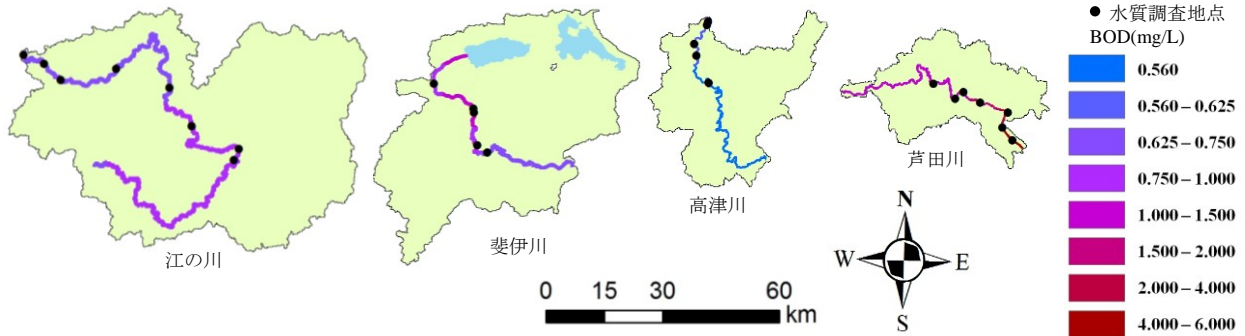 江の川
斐伊川
高津川
芦田川
N
W
E
S
0 15 30 60
km
水質調査地点
BOD(mg/L)
0.560
0.560 – 0.625
0.625 – 0.750
0.750 – 1.000
1.000 – 1.500
1.500 – 2.000
2.000 – 4.000
4.000 – 6.000